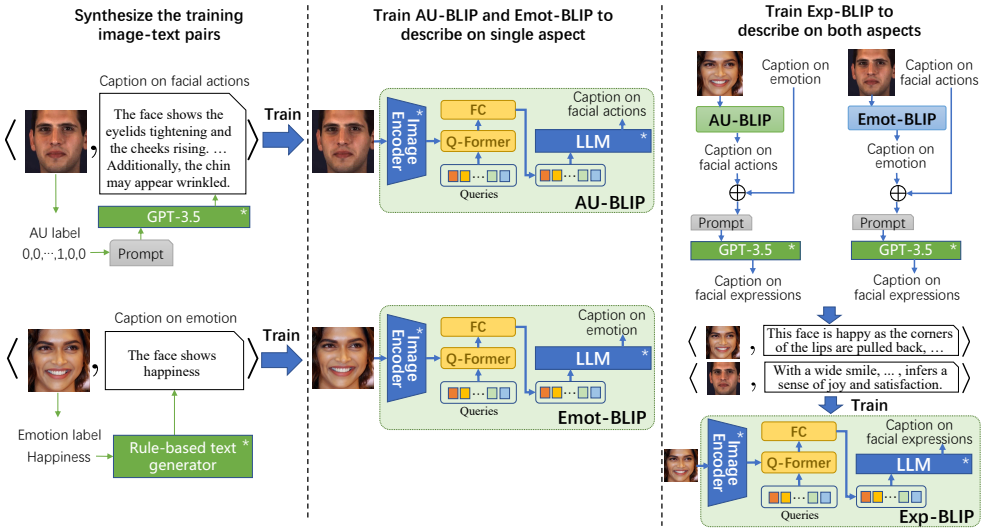 Synthesize the training
image-text pairs
Caption on facial actions
⟨
,
The face shows the
eyelids tightening and
the cheeks rising. …
Additionally, the chin
may appear wrinkled.
⟩
Train
GPT-3.5 *
AU label
0,0,⋯,1,0,0
Prompt
Caption on emotion
⟨
,
The face shows
happiness
⟩
Train
Emotion label
Happiness
Rule-based text *
generator
Train AU-BLIP and Emot-BLIP to
describe on single aspect
* Image
Encoder
FC
Q-Former
⋯
Queries
Caption on
facial actions
LLM *
⋯
AU-BLIP
* Image
Encoder
FC
Q-Former
⋯
Queries
Caption on
emotion
LLM *
⋯
Emot-BLIP
Train Exp-BLIP to
describe on both aspects
Caption on
emotion
AU-BLIP
Caption on
facial actions
Prompt
GPT-3.5 *
Caption on
facial expressions
Caption on
facial actions
Emot-BLIP
Caption on
emotion
Prompt
GPT-3.5 *
Caption on
facial expressions
⟨ , This face is happy as the corners
of the lips are pulled back, … ⟩
⟨ , With a wide smile, ... , infers a
sense of joy and satisfaction. ⟩
Train
* Image
Encoder
FC
Q-Former
⋯
Queries
Caption on
facial expressions
LLM *
⋯
Exp-BLIP